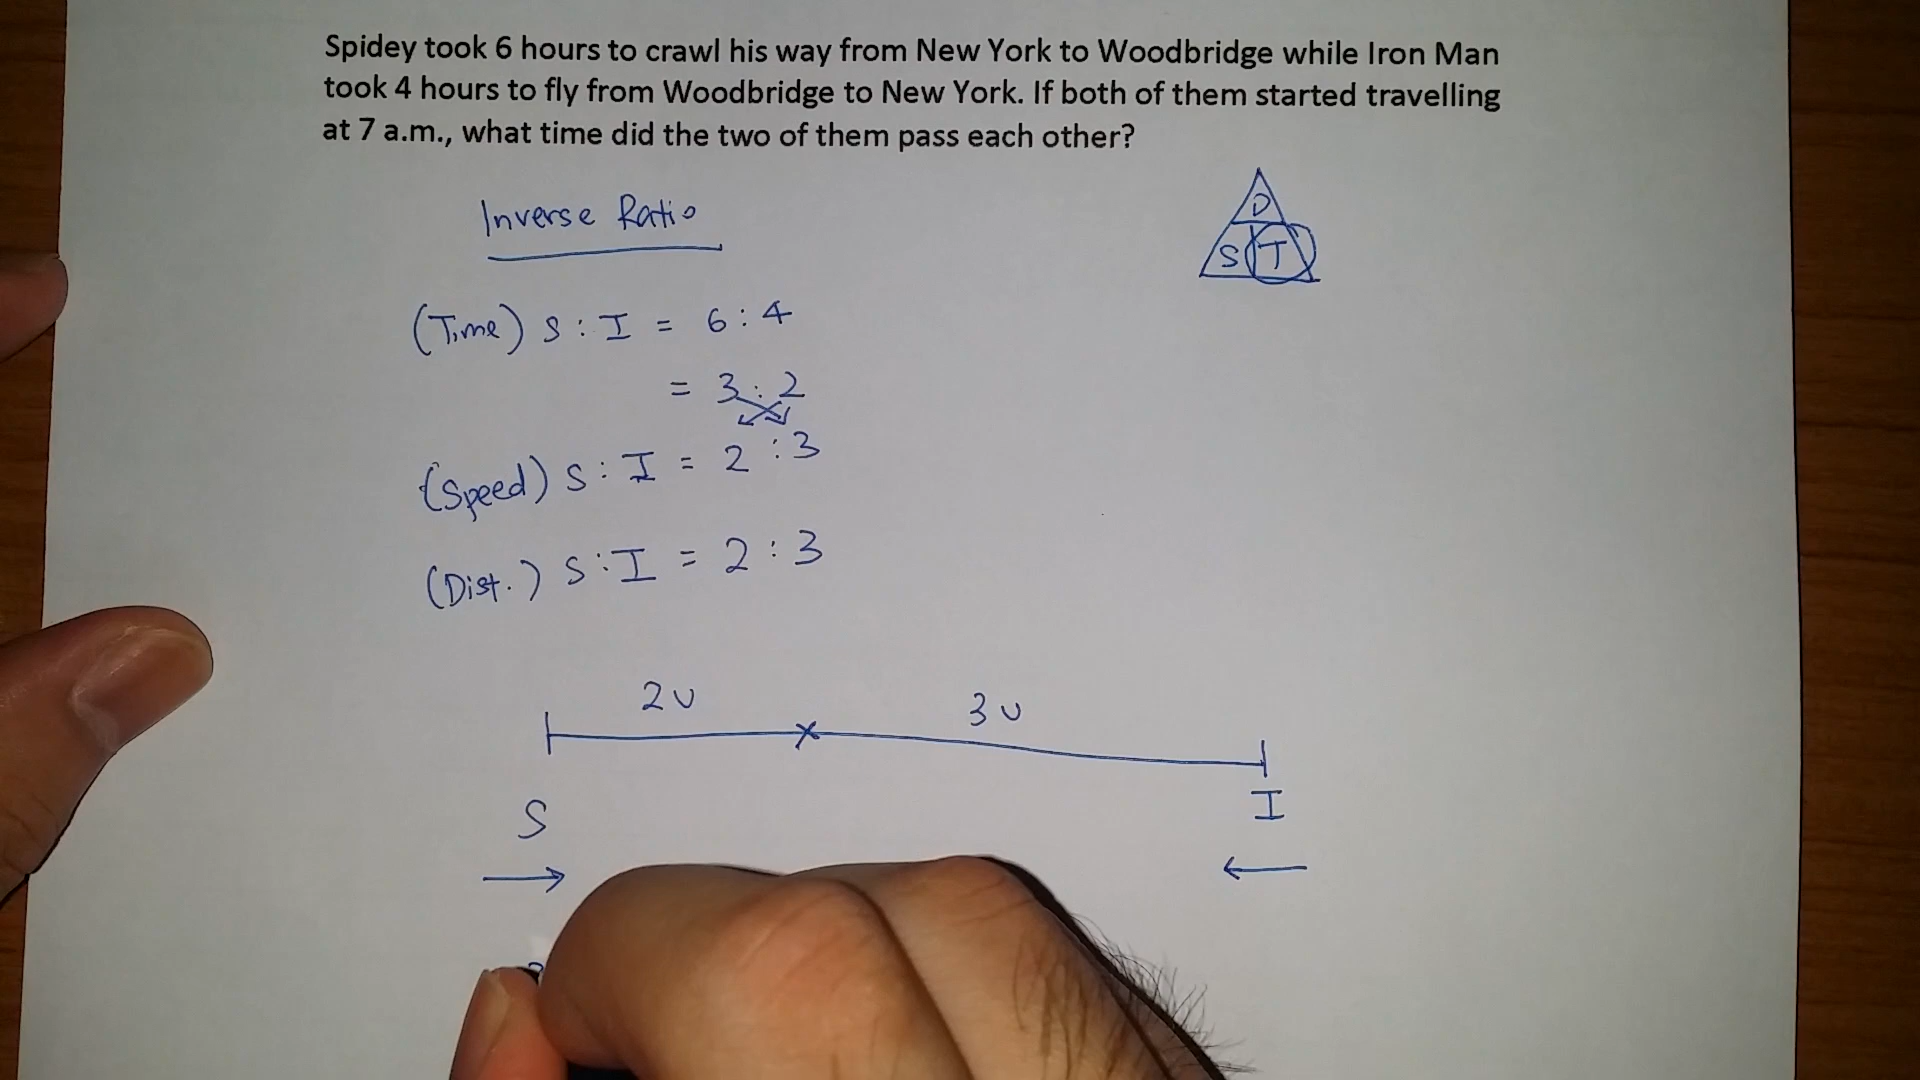 Spidey took 6 hours to crawl his way from New York to Woodbridge while Iron Man
took 4 hours to fly from Woodbridge to New York. If both of them started travelling
at 7 a.m., what time did the two of them pass each other?
Inverse Ratio
D
S T
(Time) S : I = 6 : 4
= 3 : 2
(Speed) S : I = 2 : 3
(Dist.) S : I = 2 : 3
2u 3u
S I